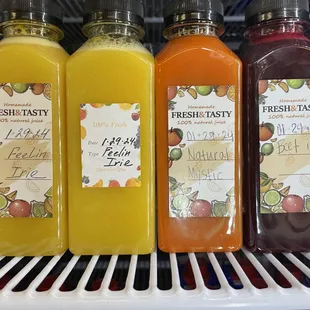 Homemade
FRESH&TASTY
100% natural juice
1-29-24
Feelin
Irie
100% Fresh
Date 1-29-24
Type Feelin
Irie
Homemade
FRESH&TASTY
100% natural juice
01-29-24
Natural
Mystic
Homemade
FRESH&TASTY
100% natural juice
01-29-24